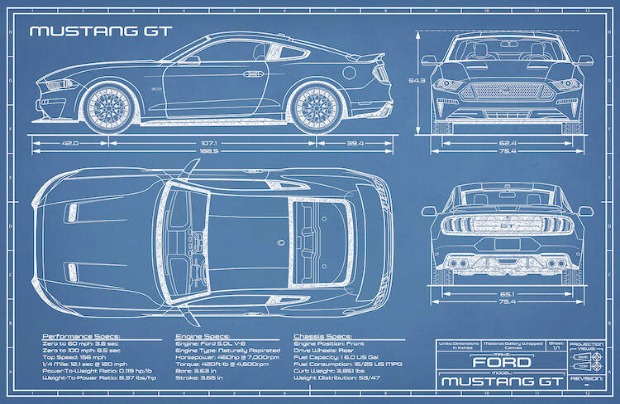 MUSTANG GT
54.3
42.0
107.1
39.4
188.5
62.4
75.4
GT
65.1
75.4
Performance Specs:
Zero to 60 mph: 3.8 sec
Zero to 100 mph: 8.5 sec
Top Speed: 156 mph
1/4 Mile: 12.1 sec @ 120 mph
Power-To-Weight Ratio: 0.119 hp/lb
Weight-To-Power Ratio: 8.37 lbs/hp
Engine Specs:
Engine: Ford 5.0L V-8
Engine Type: Naturally Aspirated
Horsepower: 460hp @ 7,000rpm
Torque: 420ft-lb @ 4,600rpm
Bore: 3.63 in
Stroke: 3.65 in
Chassis Specs:
Engine Position: Front
Drive Wheels: Rear
Fuel Capacity: 16.0 US Gal
Fuel Consumption: 15/25 US MPG
Curb Weight: 3,851 lbs
Weight Distribution: 53/47
Units: Dimensions in Inches
Material: Gallery Wrapped Canvas
Sheet: 1/1
PROJECTION VIEWS
MAKE
FORD
MODEL
MUSTANG GT
REVISION